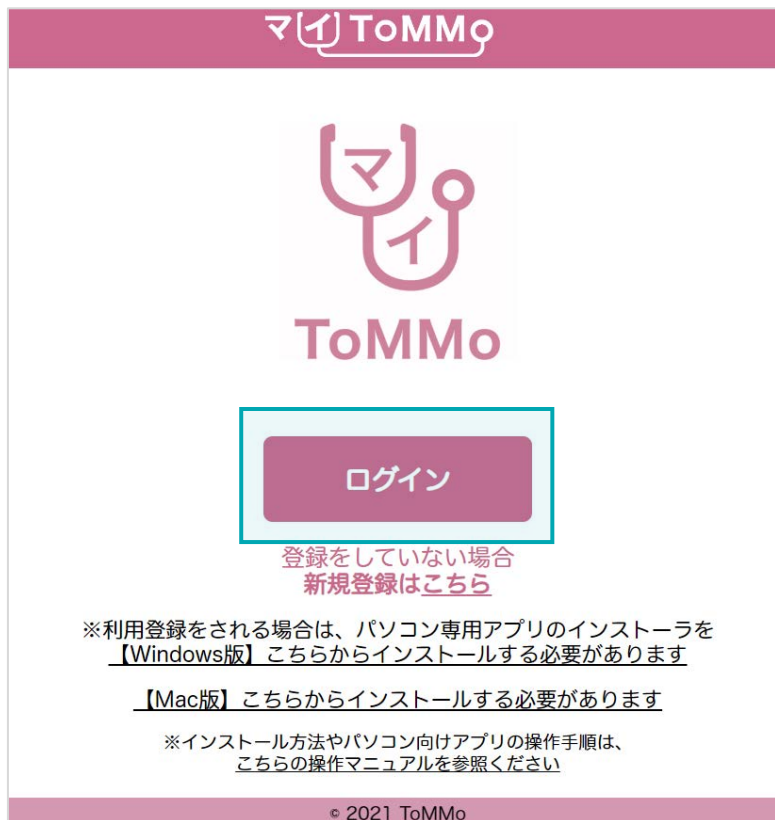 マイ ToMMo
マ
イ
ToMMo
ログイン
登録をしていない場合
新規登録はこちら
※利用登録をされる場合は、パソコン専用アプリのインストーラを
【Windows版】こちらからインストールする必要があります
【Mac版】こちらからインストールする必要があります
※インストール方法やパソコン向けアプリの操作手順は、
こちらの操作マニュアルを参照ください
© 2021 ToMMo